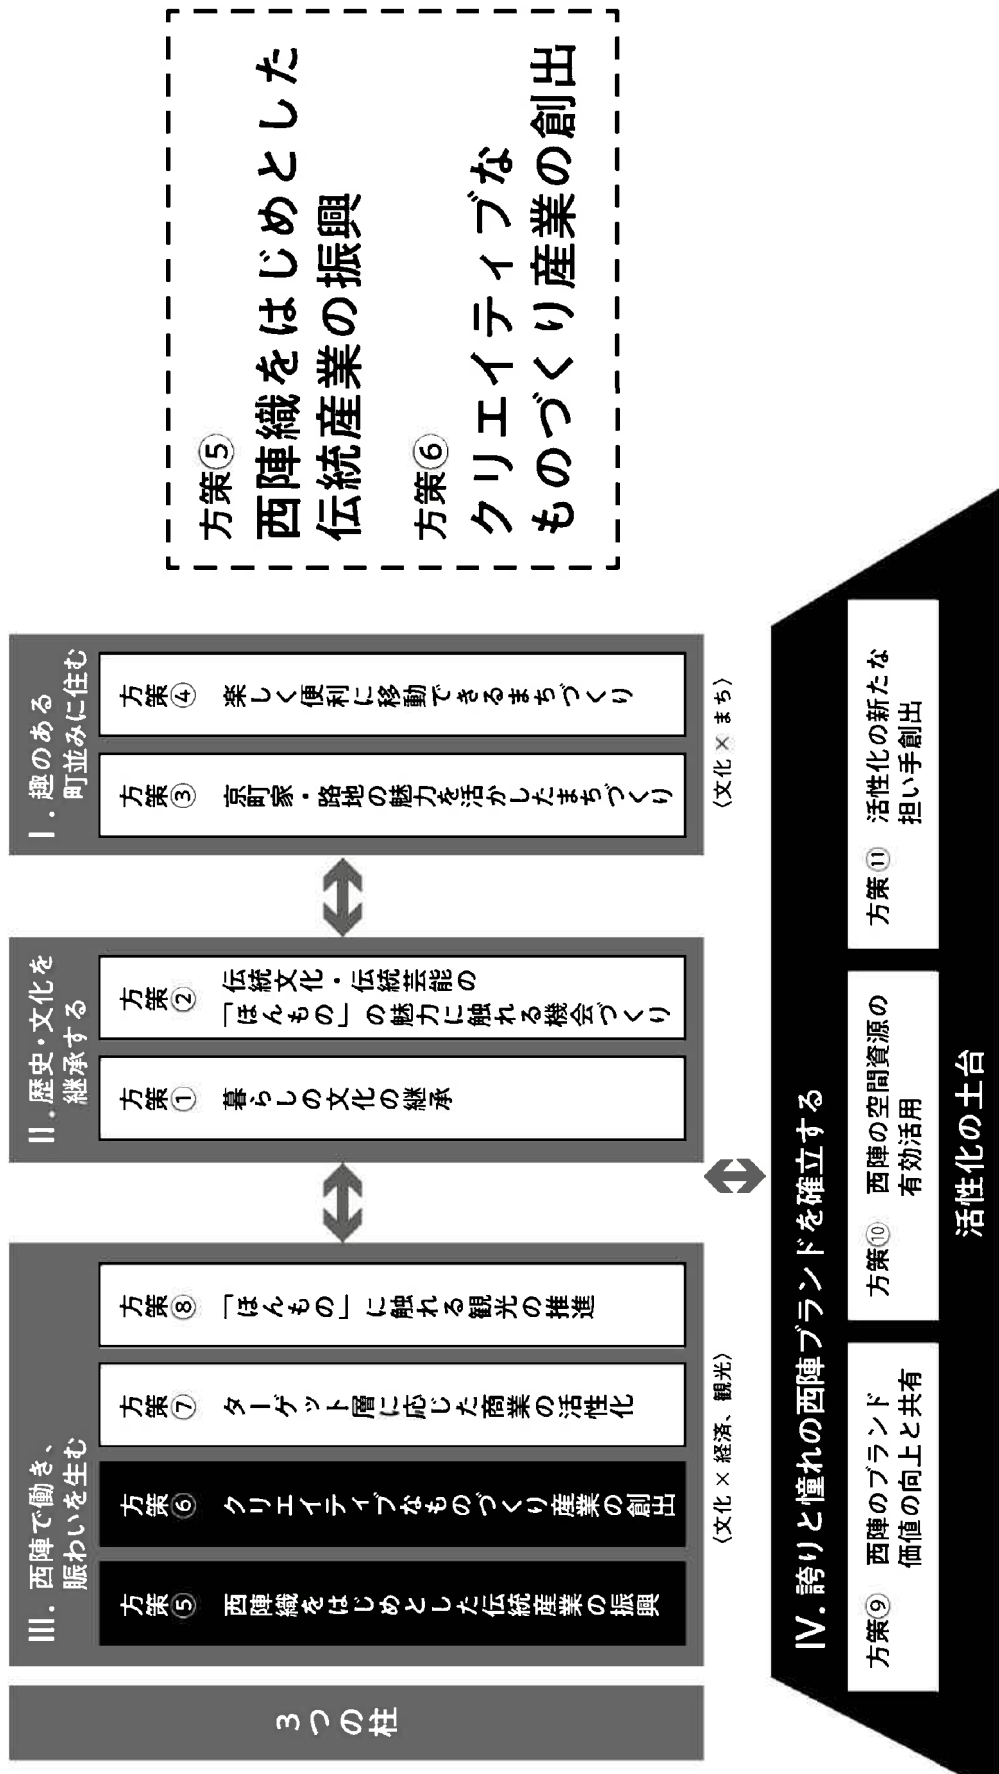 3つの柱
III. 西陣で働き、
賑わいを生む
方策⑤
西陣織をはじめとした伝統産業の振興
方策⑥
クリエイティブなものづくり産業の創出
方策⑦
ターゲット層に応じた商業の活性化
方策⑧
「ほんもの」に触れる観光の推進
〈文化 × 経済、観光〉
II. 歴史・文化を
継承する
方策①
暮らしの文化の継承
方策②
伝統文化・伝統芸能の
「ほんもの」の魅力に触れる機会づくり
I. 趣のある
町並みに住む
方策③
京町家・路地の魅力を活かしたまちづくり
方策④
楽しく便利に移動できるまちづくり
〈文化 × まち〉
IV. 誇りと憧れの西陣ブランドを確立する
方策⑨ 西陣のブランド
価値の向上と共有
方策⑩ 西陣の空間資源の
有効活用
方策⑪ 活性化の新たな
担い手創出
活性化の土台
方策⑤
西陣織をはじめとした
伝統産業の振興
方策⑥
クリエイティブな
ものづくり産業の創出